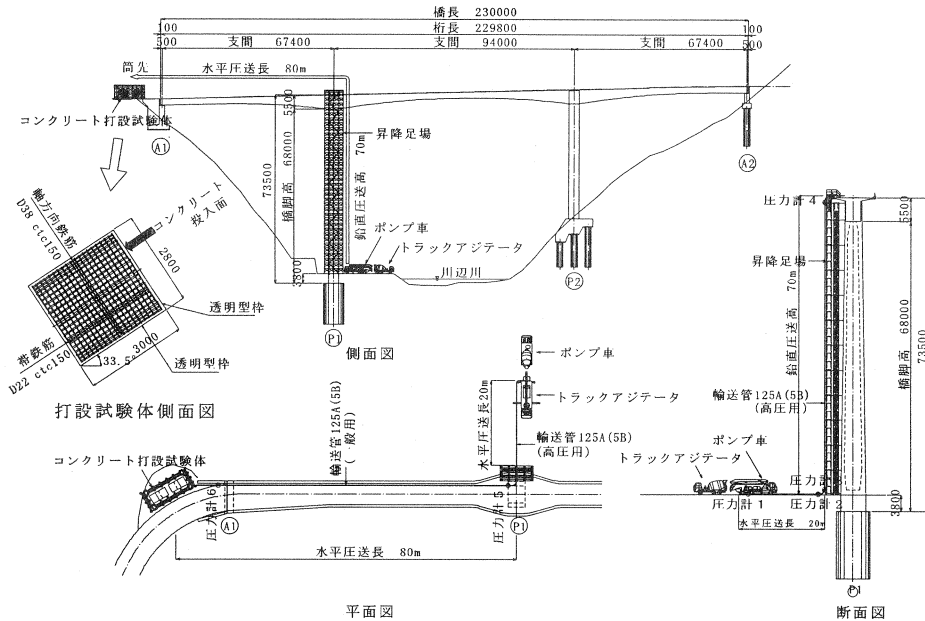 橋長 230000
100 桁長 229800 100
500 支間 67400 支間 94000 支間 67400 500
筒先 水平圧送長 80m
コンクリート打設試験体
A1
5500
昇降足場
73500
橋脚高 68000
鉛直圧送高 70m
ポンプ車
トラックアジテータ
川辺川
P1
P2
A2
側面図
軸方向鉄筋
D38 ctc150
コンクリート
投入面
2800
透明型枠
帯鉄筋
D22 ctc150
33.5
3000
透明型枠
打設試験体側面図
圧力計4
昇降足場
鉛直圧送高 70m
5500
橋脚高 68000
73500
輸送管125A(5B)
(高圧用)
ポンプ車
トラックアジテータ
圧力計1
水平圧送長 20m
3800
P1
断面図
ポンプ車
トラックアジテータ
水平圧送長20m
輸送管125A(5B)
(高圧用)
輸送管125A(5B)
(一般用)
コンクリート打設試験体
圧力計6
A1
圧力計5
P1
水平圧送長 80m
平面図